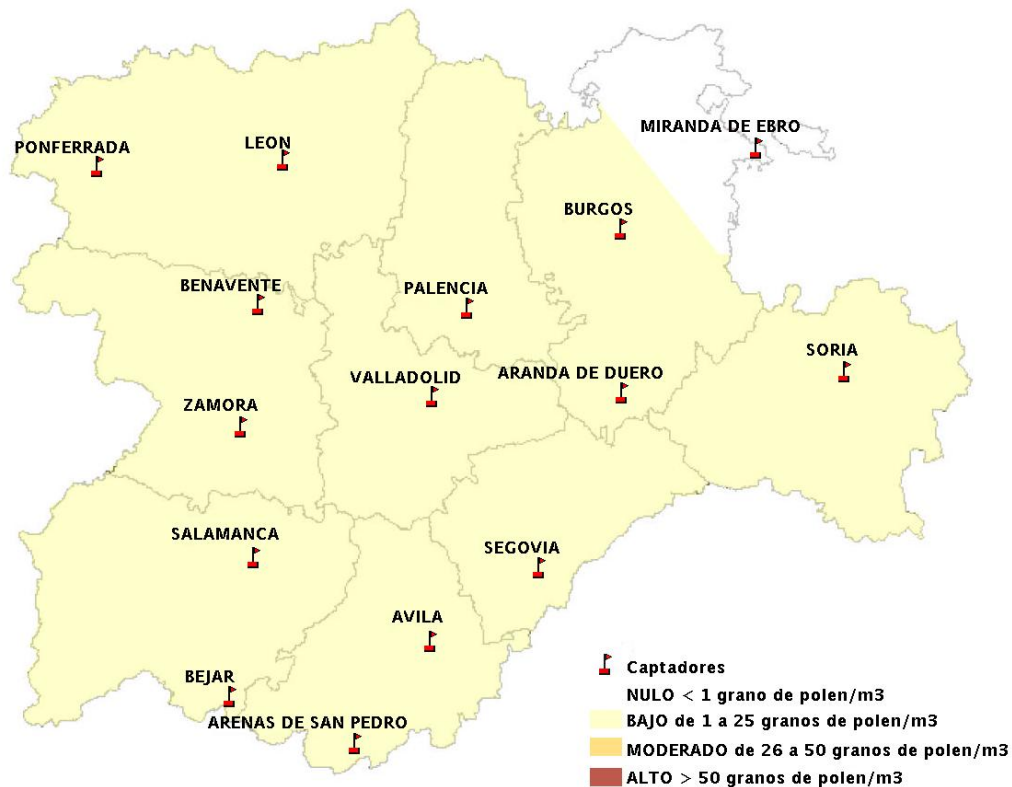 MIRANDA DE EBRO
PONFERRADA
LEON
BURGOS
BENAVENTE
PALENCIA
SORIA
VALLADOLID
ARANDA DE DUERO
ZAMORA
SALAMANCA
SEGOVIA
AVILA
BEJAR
ARENAS DE SAN PEDRO
Captadores
NULO < 1 grano de polen/m3
BAJO de 1 a 25 granos de polen/m3
MODERADO de 26 a 50 granos de polen/m3
ALTO > 50 granos de polen/m3